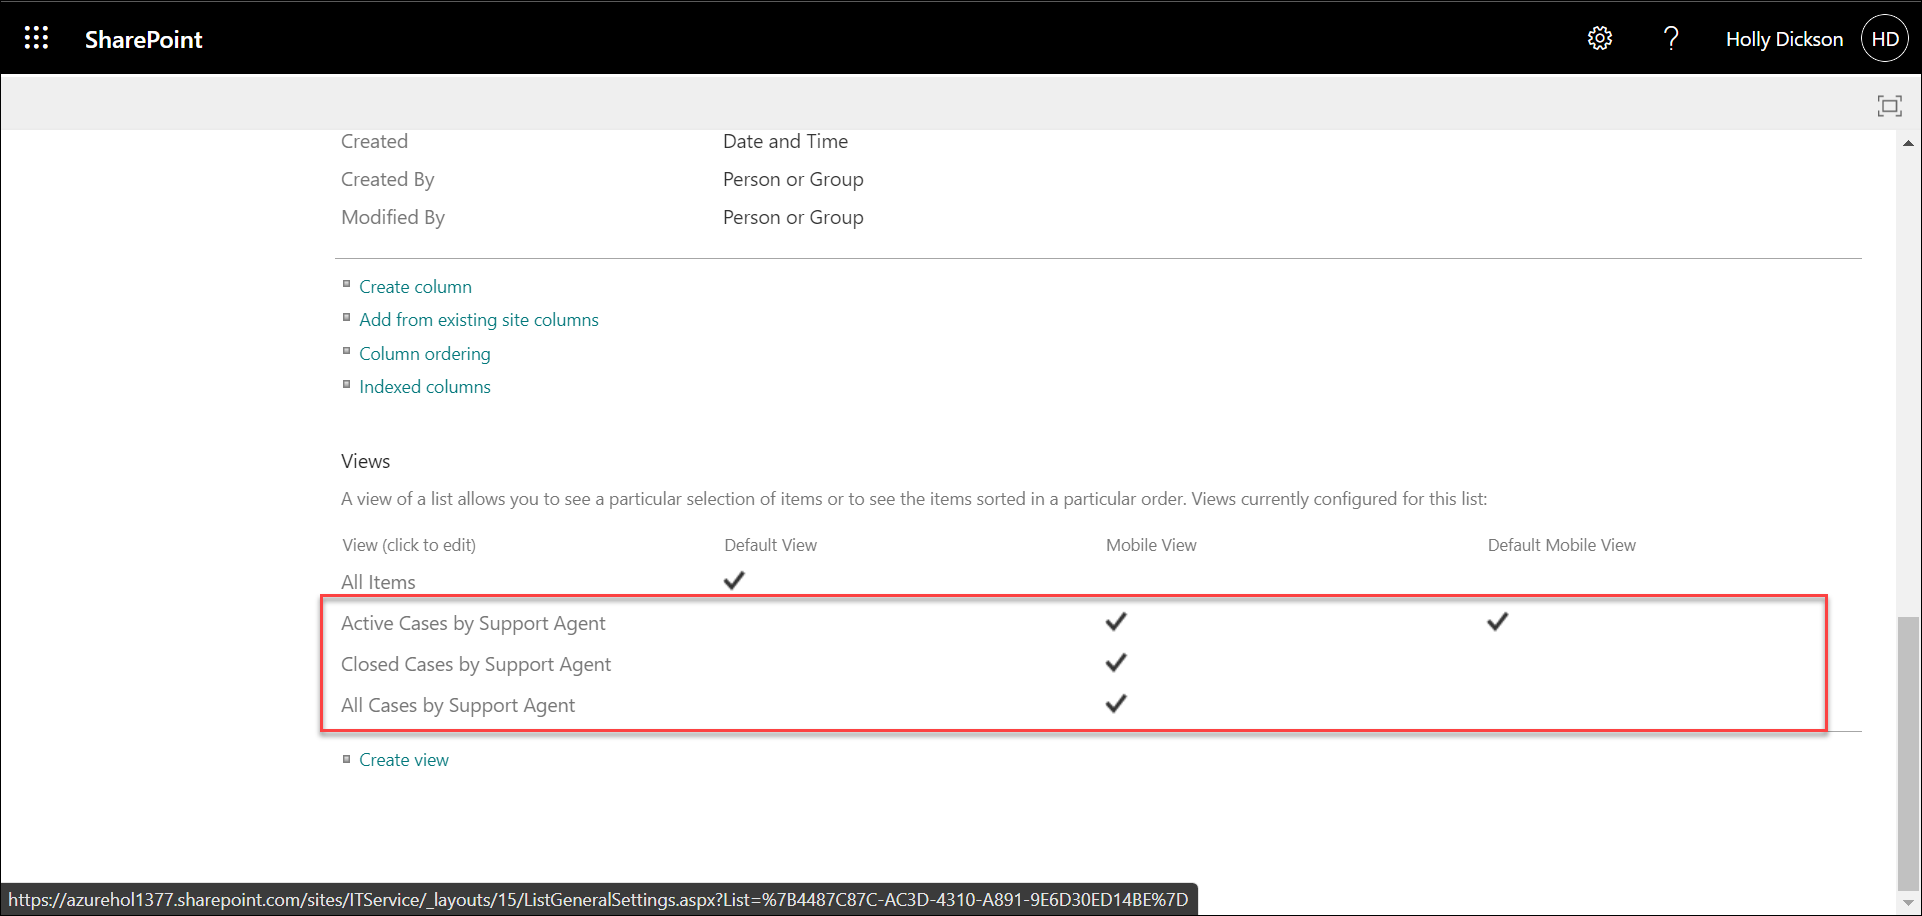 SharePoint
? Holly Dickson HD
Created Date and Time
Created By Person or Group
Modified By Person or Group
Create column
Add from existing site columns
Column ordering
Indexed columns
Views
A view of a list allows you to see a particular selection of items or to see the items sorted in a particular order. Views currently configured for this list:
View (click to edit) Default View Mobile View Default Mobile View
All Items
Active Cases by Support Agent
Closed Cases by Support Agent
All Cases by Support Agent
Create view
https://azurehol1377.sharepoint.com/sites/ITService/_layouts/15/ListGeneralSettings.aspx?List=%7B4487C87C-AC3D-4310-A891-9E6D30ED14BE%7D